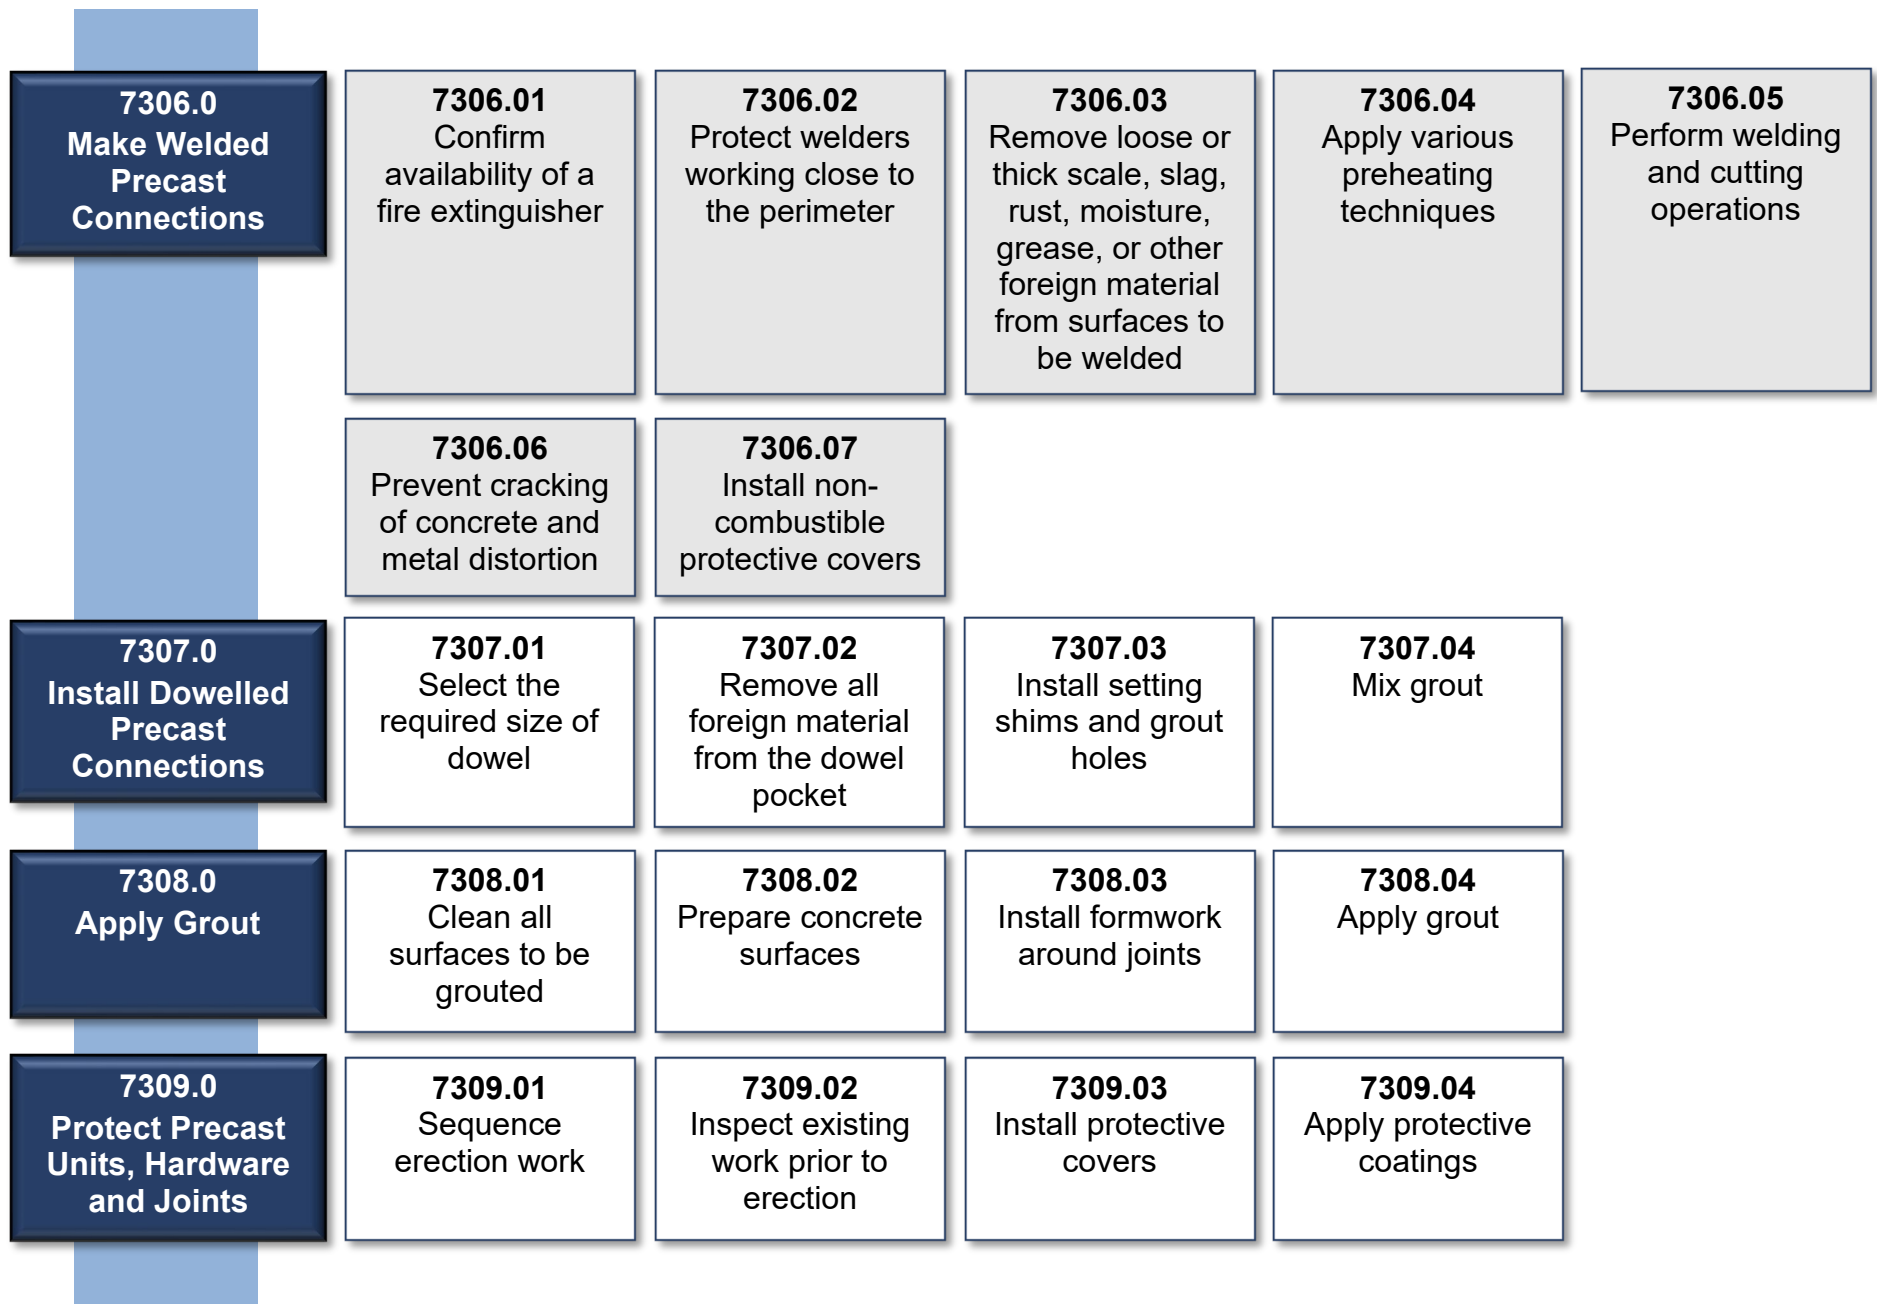 7306.0
Make Welded
Precast
Connections
7306.01
Confirm
availability of a
fire extinguisher
7306.02
Protect welders
working close to
the perimeter
7306.03
Remove loose or
thick scale, slag,
rust, moisture,
grease, or other
foreign material
from surfaces to
be welded
7306.04
Apply various
preheating
techniques
7306.05
Perform welding
and cutting
operations
7306.06
Prevent cracking
of concrete and
metal distortion
7306.07
Install non-
combustible
protective covers
7307.0
Install Dowelled
Precast
Connections
7307.01
Select the
required size of
dowel
7307.02
Remove all
foreign material
from the dowel
pocket
7307.03
Install setting
shims and grout
holes
7307.04
Mix grout
7308.0
Apply Grout
7308.01
Clean all
surfaces to be
grouted
7308.02
Prepare concrete
surfaces
7308.03
Install formwork
around joints
7308.04
Apply grout
7309.0
Protect Precast
Units, Hardware
and Joints
7309.01
Sequence
erection work
7309.02
Inspect existing
work prior to
erection
7309.03
Install protective
covers
7309.04
Apply protective
coatings